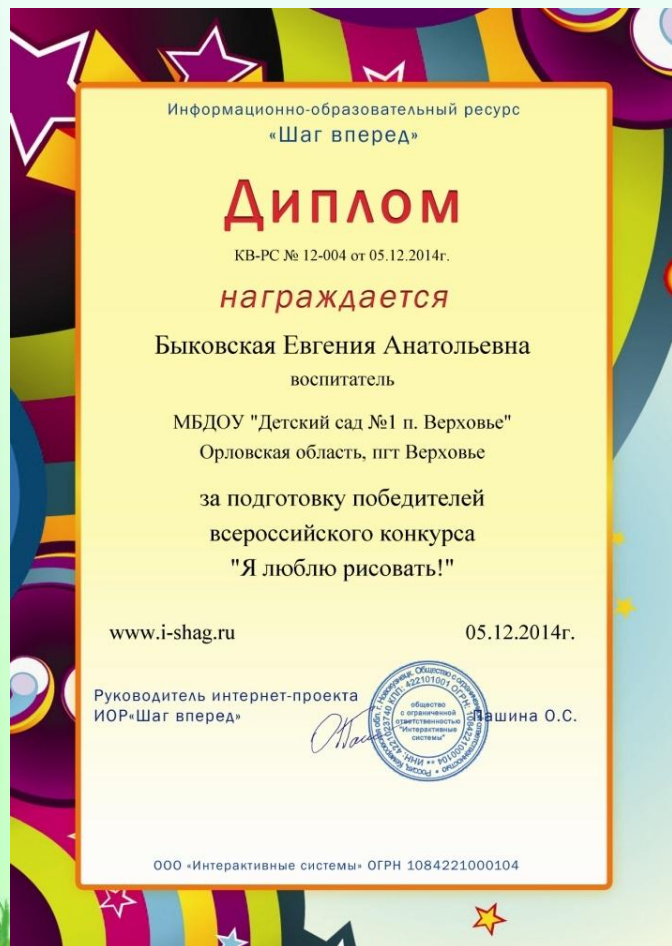 Информационно-образовательный ресурс
«Шаг вперед»
Диплом
КВ-РС № 12-004 от 05.12.2014г.
награждается
Быковская Евгения Анатольевна
воспитатель
МБДОУ "Детский сад №1 п. Верховье"
Орловская область, пгт Верховье
за подготовку победителей
всероссийского конкурса
"Я люблю рисовать!"
www.i-shag.ru 05.12.2014г.
Руководитель интернет-проекта
ИОР«Шаг вперед» Пашина О.С.
общество
с ограниченной
ответственностью
"Интерактивные
системы"
ООО «Интерактивные системы» ОГРН 1084221000104